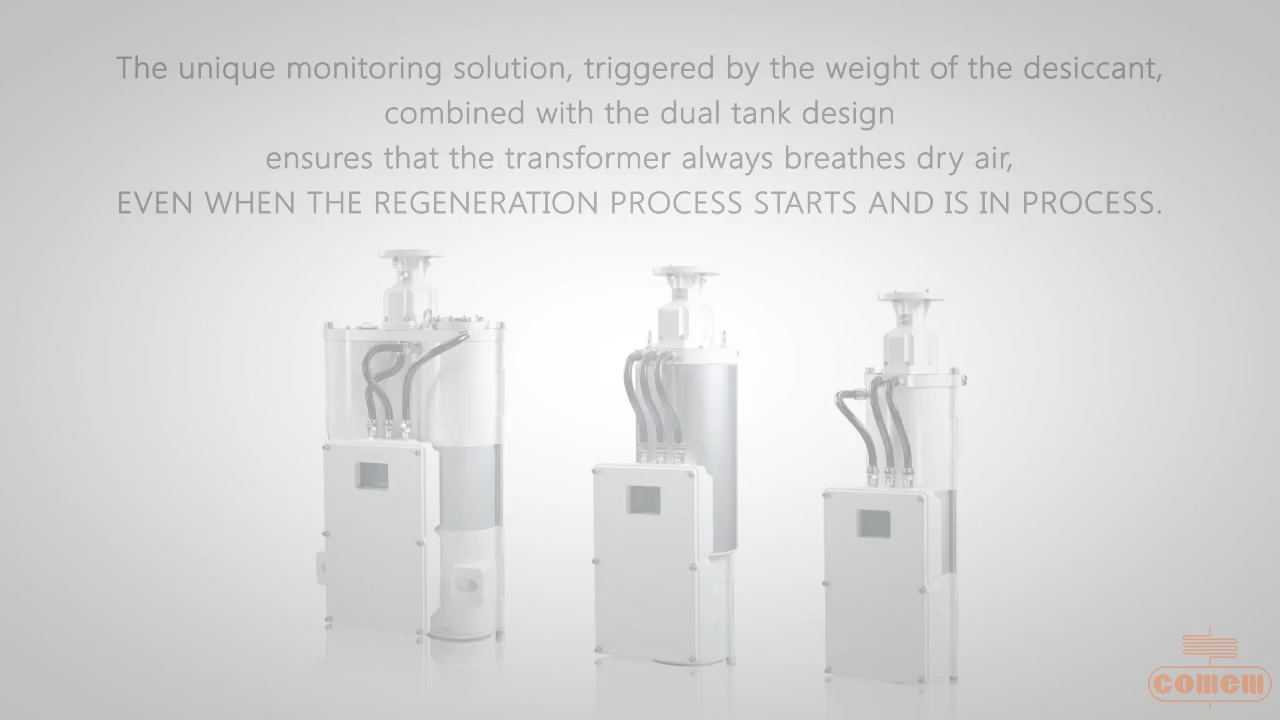 The unique monitoring solution, triggered by the weight of the desiccant,
combined with the dual tank design
ensures that the transformer always breathes dry air,
EVEN WHEN THE REGENERATION PROCESS STARTS AND IS IN PROCESS.
comem